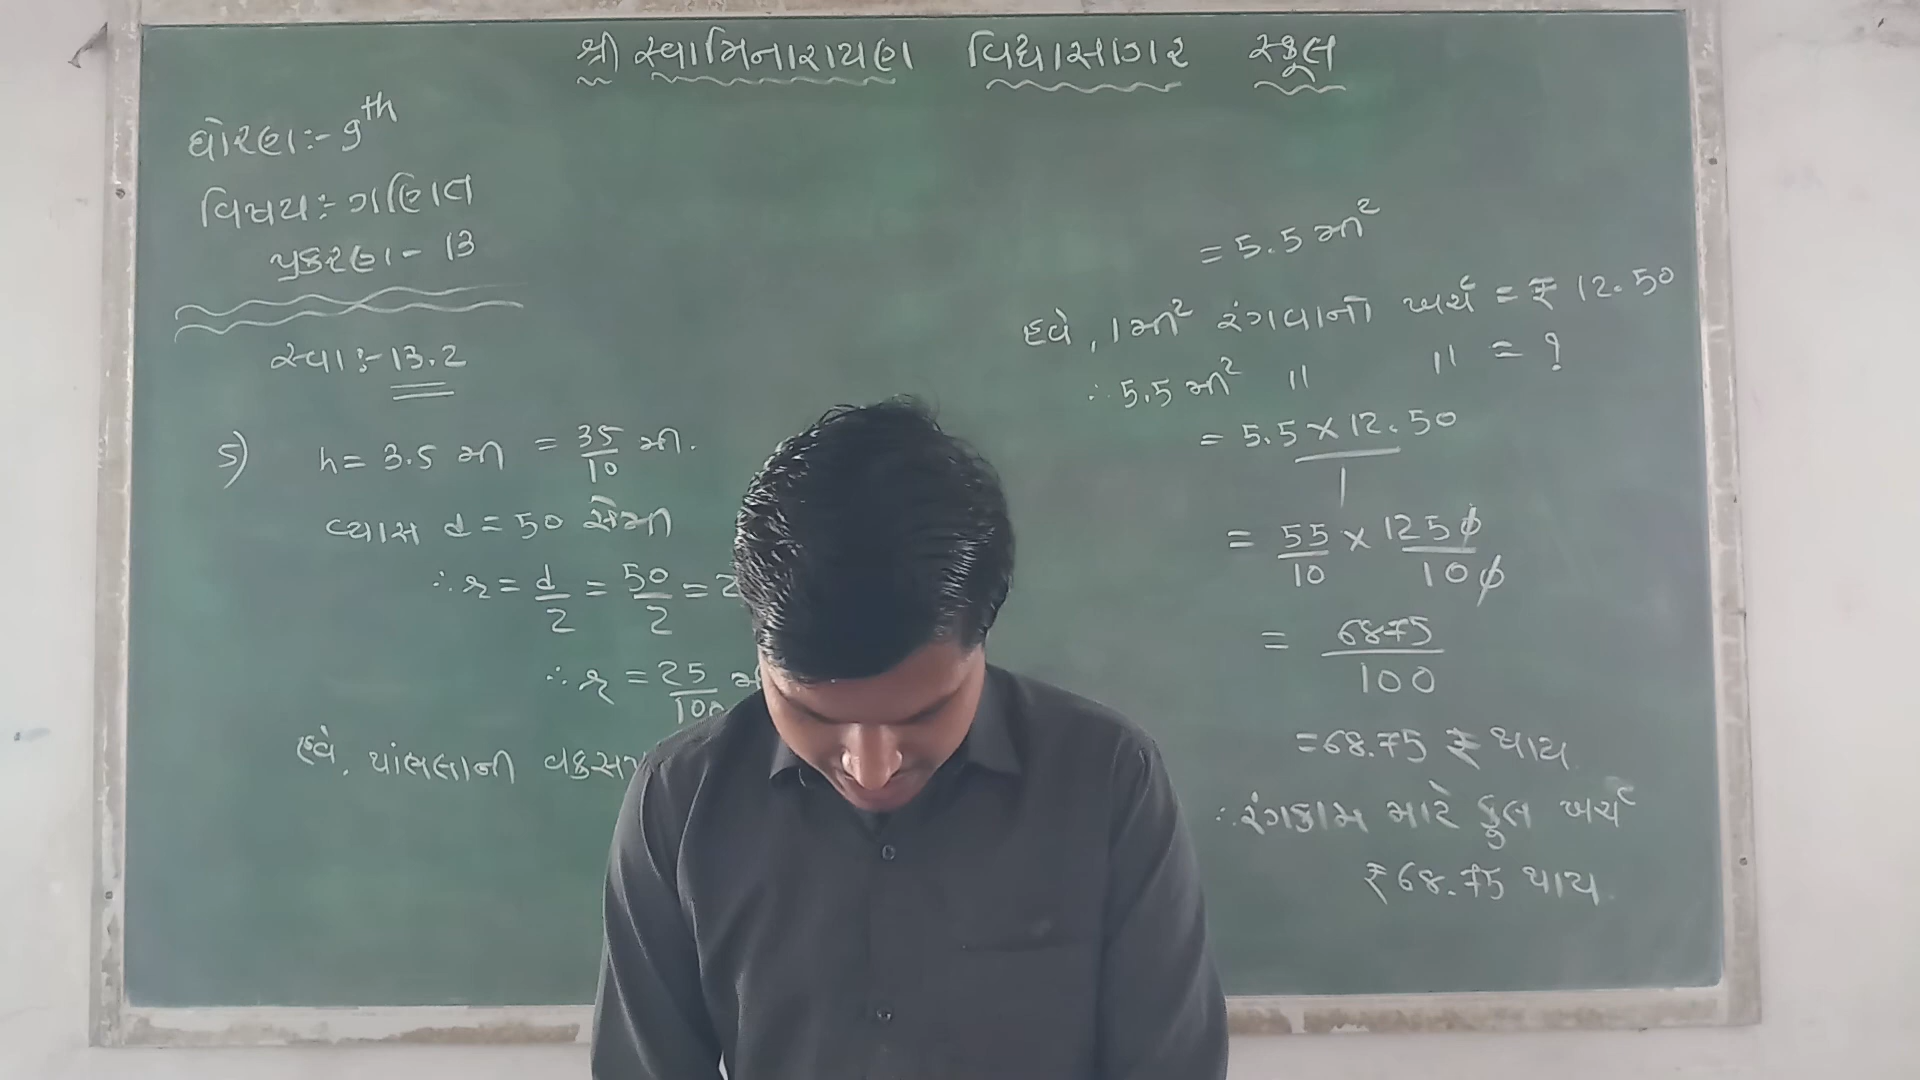 શ્રી સ્વામિનારાયણ વિદ્યાસાગર સ્કૂલ
ધોરણ:- 9th
વિષય:- ગણિત
પ્રકરણ - 13
સ્વા:- 13.2
5) h = 3.5 મી = 35/10 મી.
વ્યાસ d = 50 સેમી
∴ r = d/2 = 50/2 = 2
∴ r = 25/100 મ
હવે, થાંભલાની વક્રસ
= 5.5 મી²
હવે, 1 મી² રંગવાનો ખર્ચ = ₹ 12.50
∴ 5.5 મી² " " = ?
= 5.5 × 12.50 / 1
= 55/10 × 1250/100
= 6875/100
= 68.75 ₹ થાય
∴ રંગકામ માટે કુલ ખર્ચ
₹ 68.75 થાય.